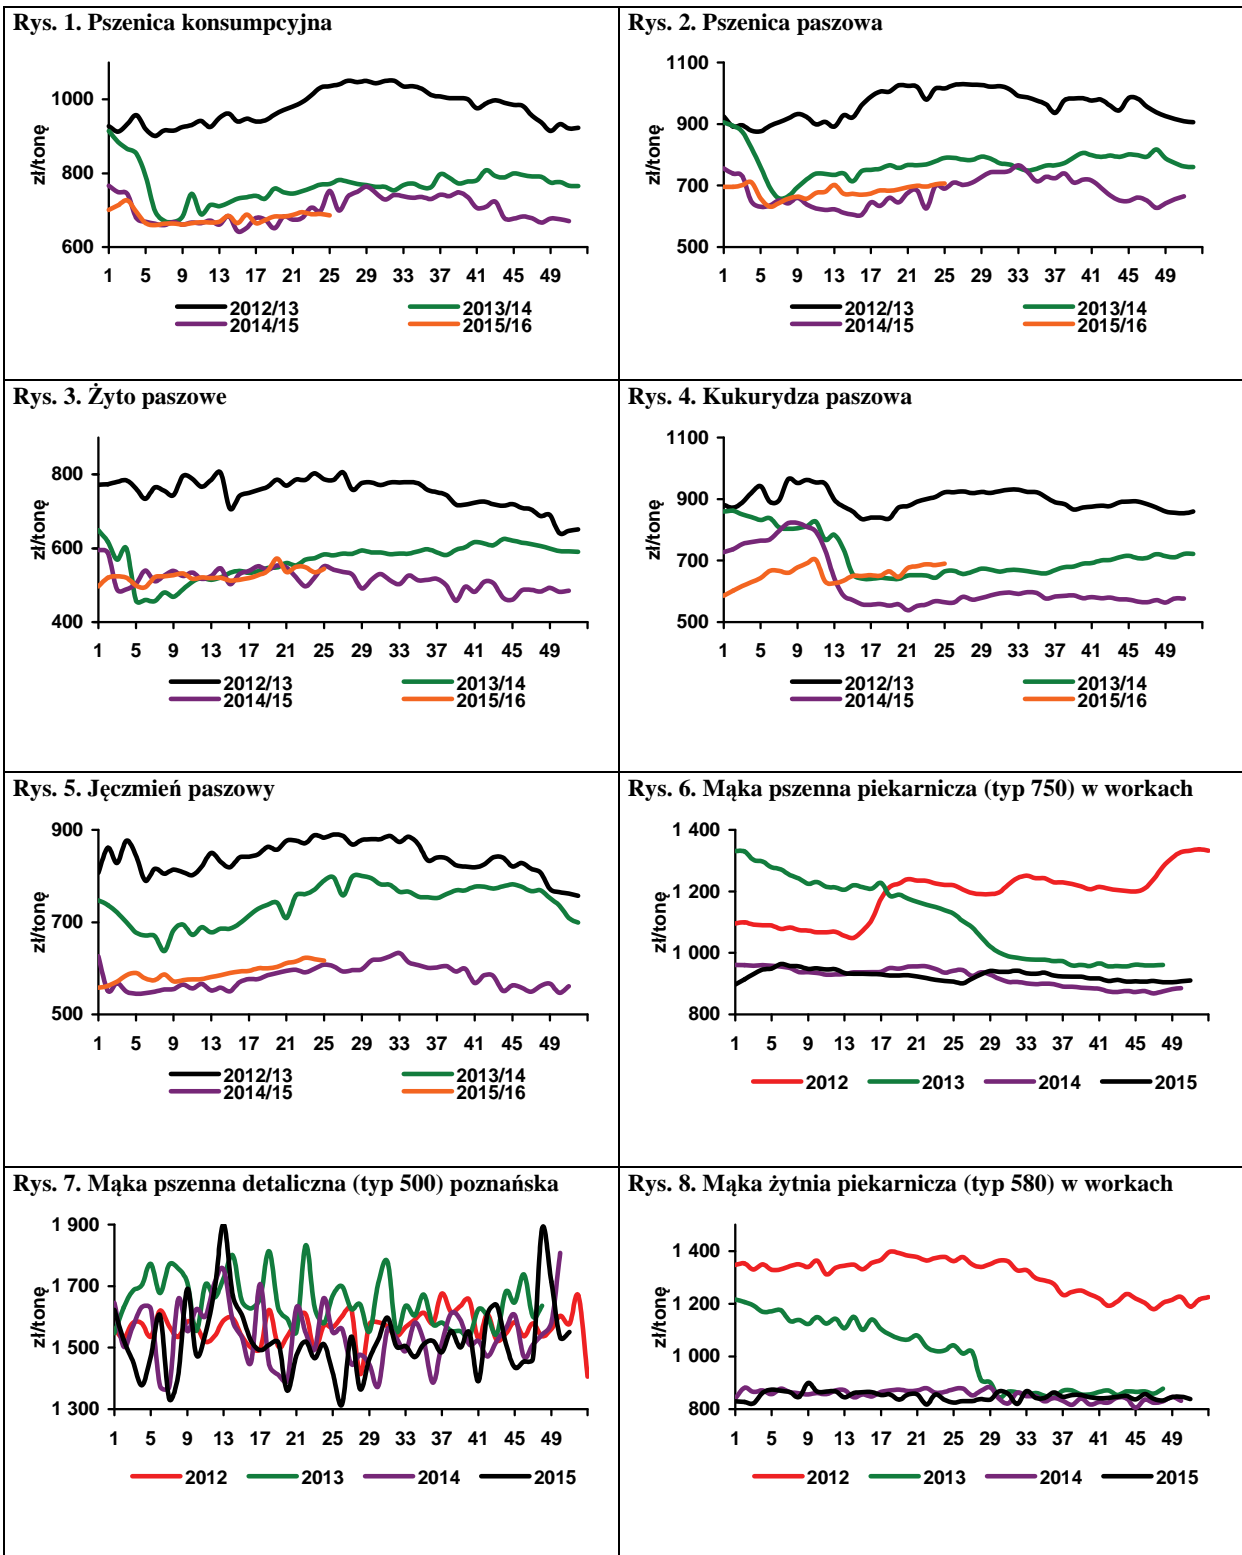 Rys. 1. Pszenica konsumpcyjna
zł/tonę
1000
800
600
1 5 9 13 17 21 25 29 33 37 41 45 49
2012/13 2013/14
2014/15 2015/16
Rys. 2. Pszenica paszowa
zł/tonę
1100
900
700
500
1 5 9 13 17 21 25 29 33 37 41 45 49
2012/13 2013/14
2014/15 2015/16
Rys. 3. Żyto paszowe
zł/tonę
800
600
400
1 5 9 13 17 21 25 29 33 37 41 45 49
2012/13 2013/14
2014/15 2015/16
Rys. 4. Kukurydza paszowa
zł/tonę
1100
900
700
500
1 5 9 13 17 21 25 29 33 37 41 45 49
2012/13 2013/14
2014/15 2015/16
Rys. 5. Jęczmień paszowy
zł/tonę
900
700
500
1 5 9 13 17 21 25 29 33 37 41 45 49
2012/13 2013/14
2014/15 2015/16
Rys. 6. Mąka pszenna piekarnicza (typ 750) w workach
zł/tonę
1 400
1 200
1 000
800
1 5 9 13 17 21 25 29 33 37 41 45 49
2012 2013 2014 2015
Rys. 7. Mąka pszenna detaliczna (typ 500) poznańska
zł/tonę
1 900
1 700
1 500
1 300
1 5 9 13 17 21 25 29 33 37 41 45 49
2012 2013 2014 2015
Rys. 8. Mąka żytnia piekarnicza (typ 580) w workach
zł/tonę
1 400
1 200
1 000
800
1 5 9 13 17 21 25 29 33 37 41 45 49
2012 2013 2014 2015